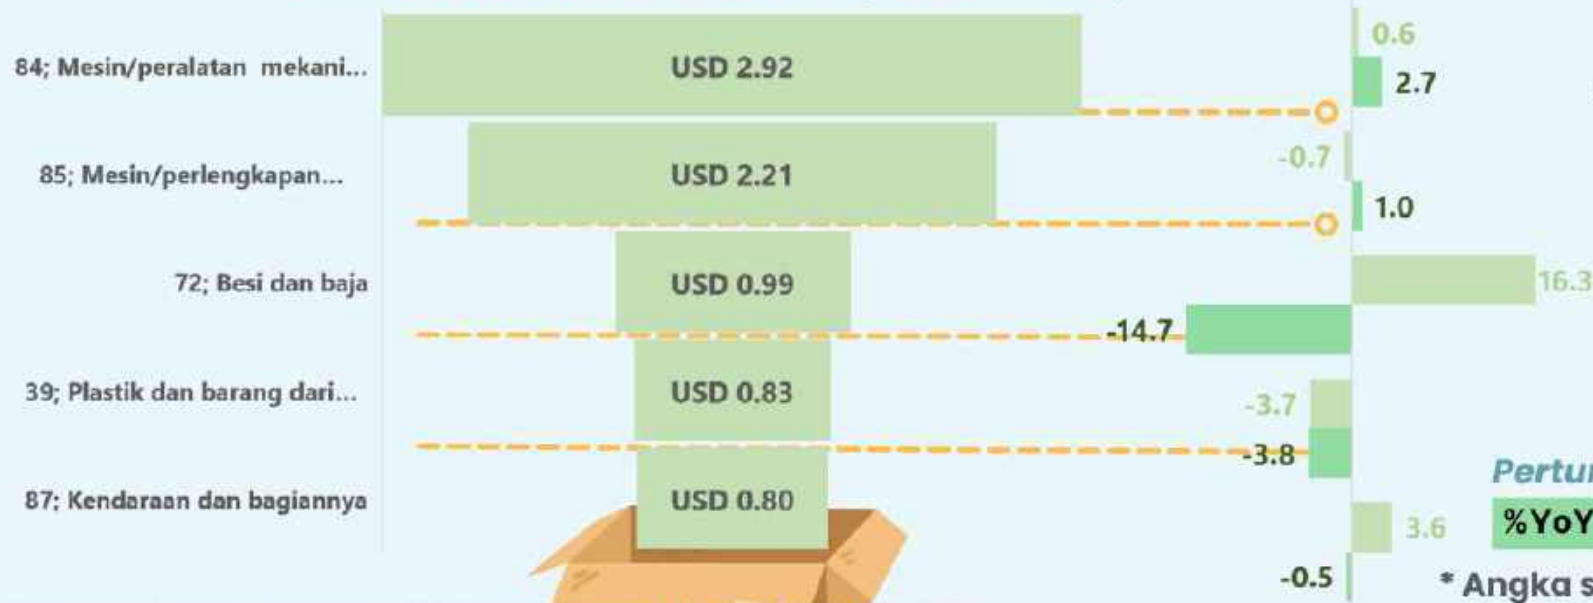 84; Mesin/peralatan mekani...
USD 2.92
0.6
2.7
85; Mesin/perlengkapan...
USD 2.21
-0.7
1.0
72; Besi dan baja
USD 0.99
16.3
-14.7
39; Plastik dan barang dari...
USD 0.83
-3.7
-3.8
87; Kendaraan dan bagiannya
USD 0.80
3.6
-0.5
%YoY
* Angka